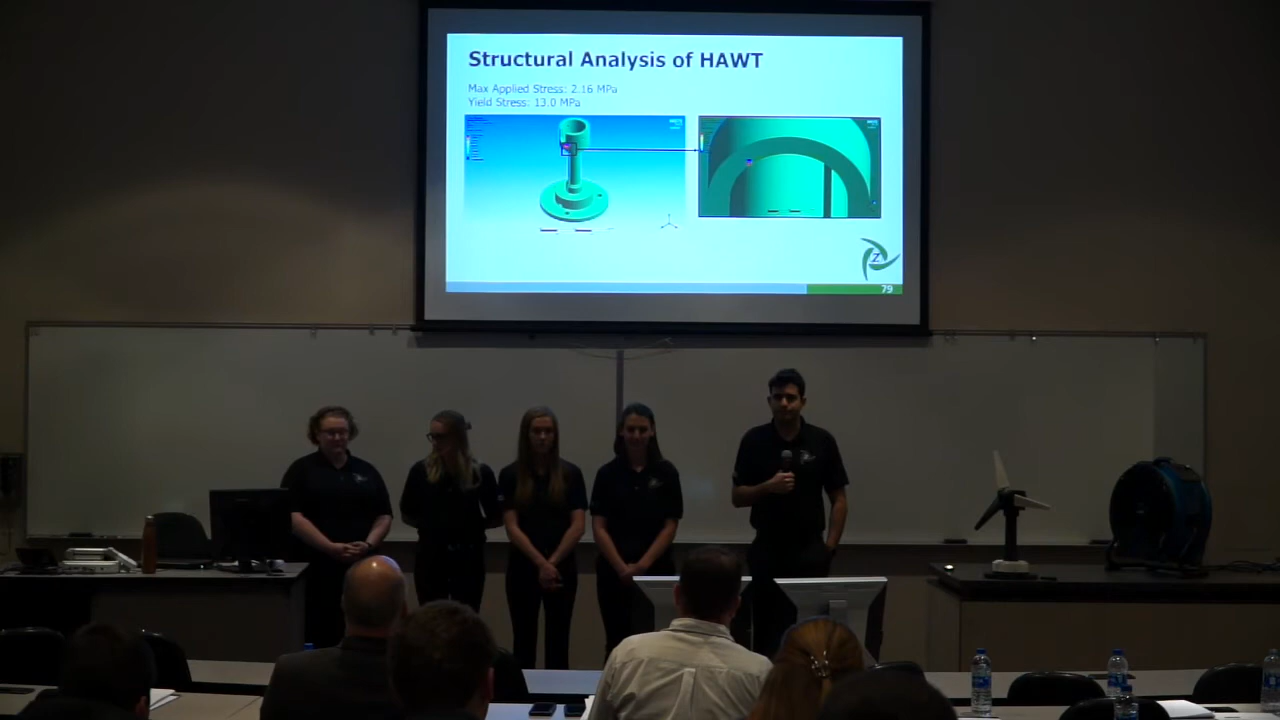 Structural Analysis of HAWT
Max Applied Stress: 2.16 MPa
Yield Stress: 13.0 MPa
Z
79